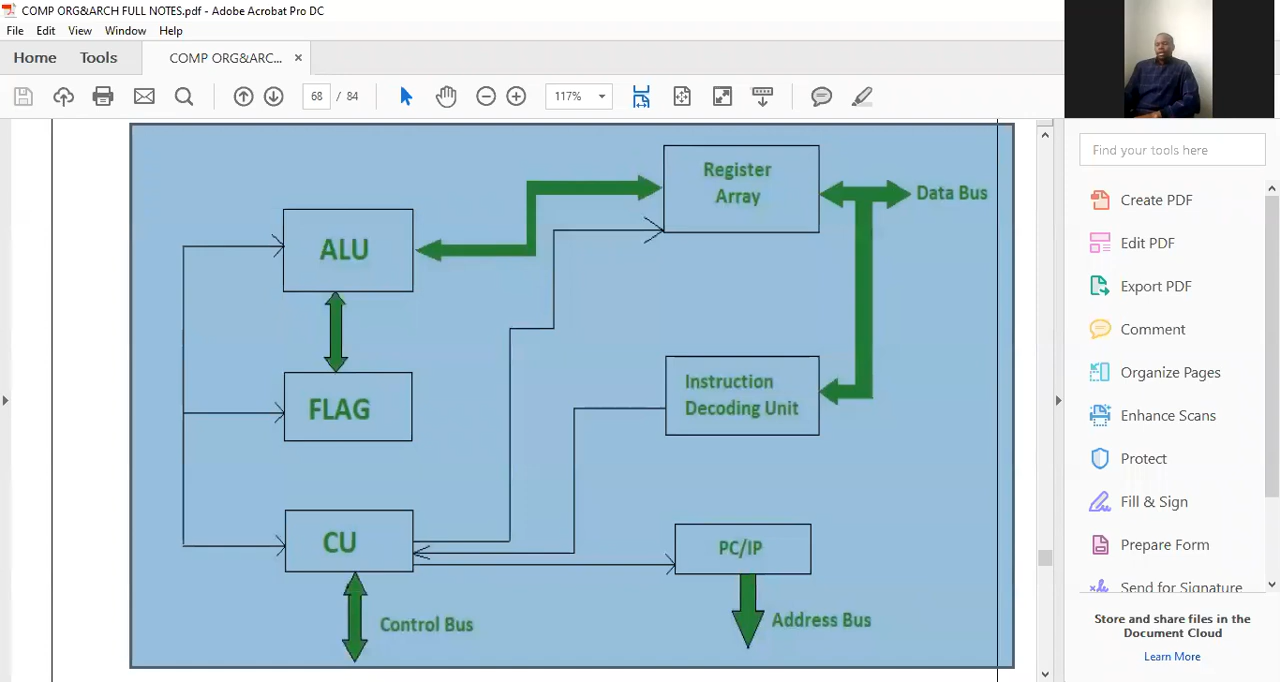 COMP ORG&ARCH FULL NOTES.pdf - Adobe Acrobat Pro DC
File Edit View Window Help
Home Tools COMP ORG&ARC... ×
68 / 84 117%
Register
Array
Data Bus
ALU
FLAG
Instruction
Decoding Unit
CU
PC/IP
Control Bus
Address Bus
Find your tools here
Create PDF
Edit PDF
Export PDF
Comment
Organize Pages
Enhance Scans
Protect
Fill & Sign
Prepare Form
Send for Signature
Store and share files in the
Document Cloud
Learn More